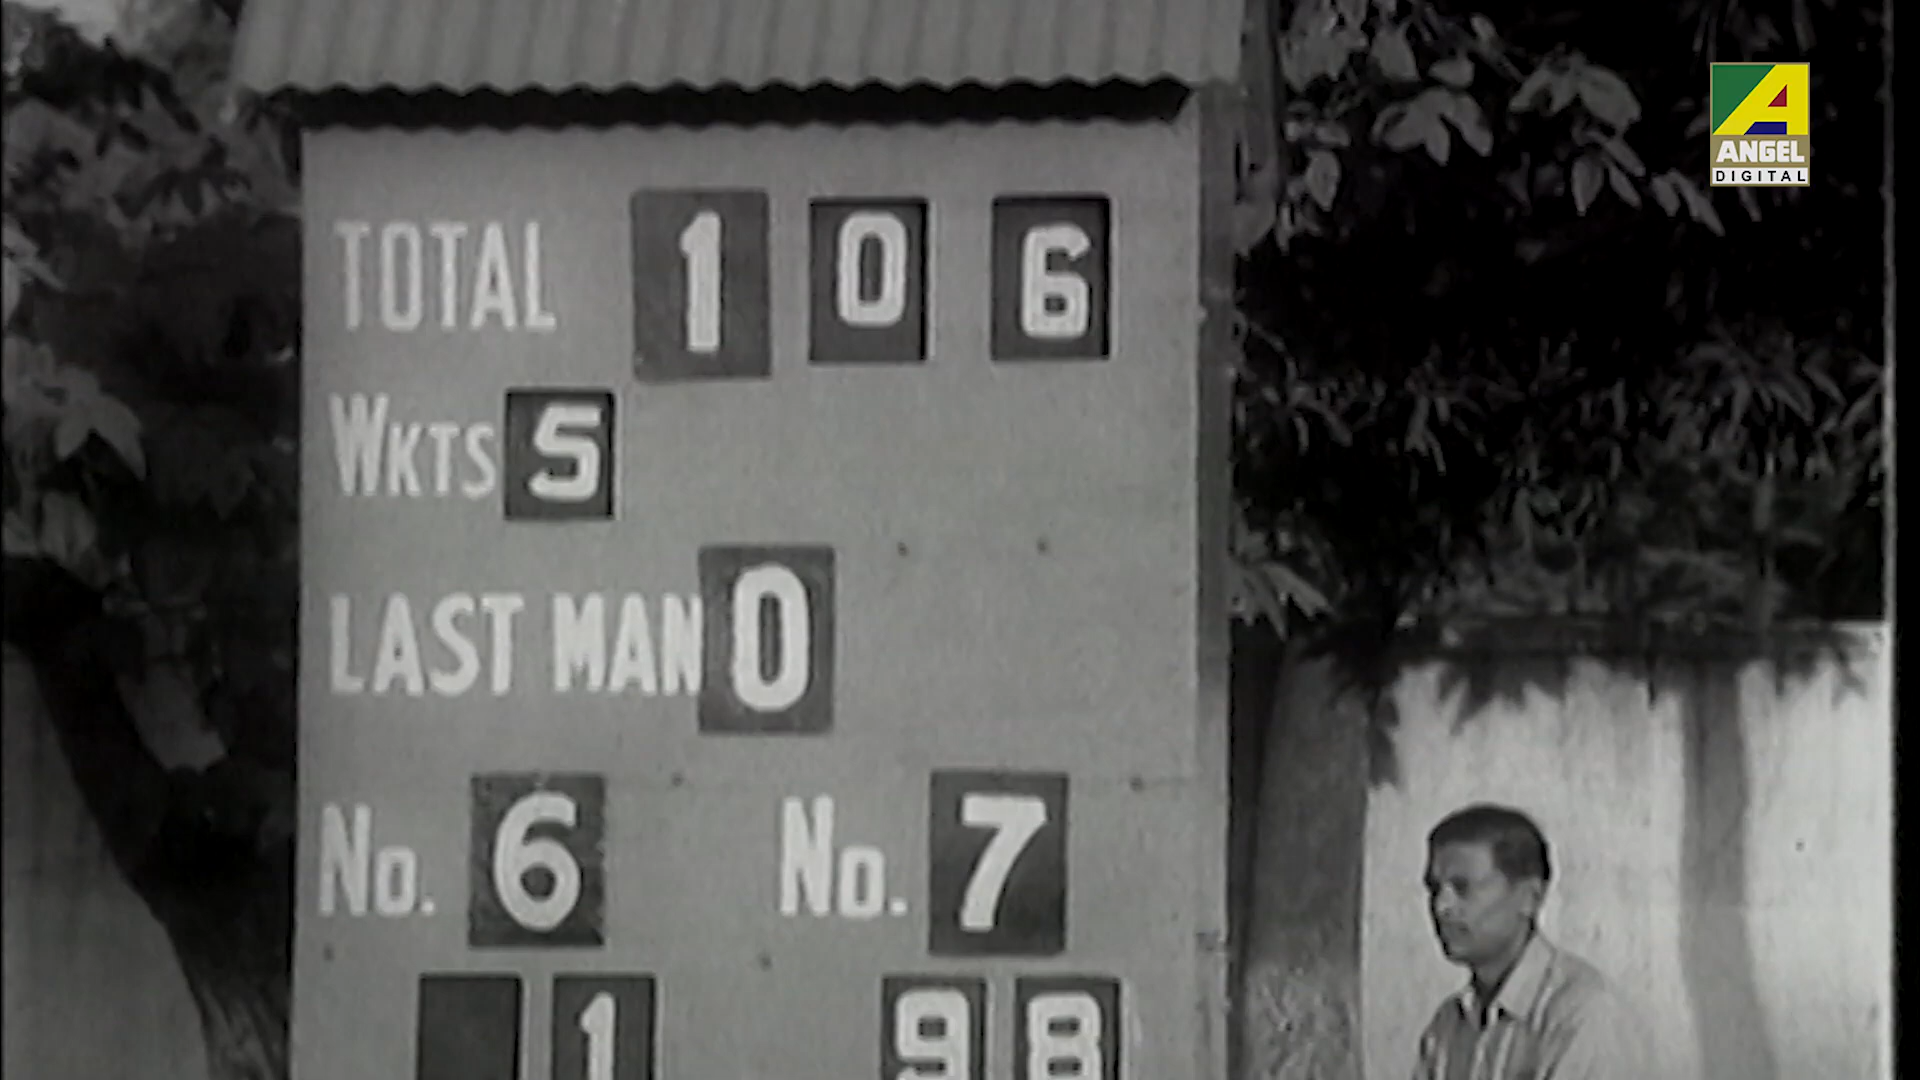 TOTAL 1 0 6
WKTS 5
LAST MAN 0
No. 6 No. 7
1 98
ANGEL
DIGITAL